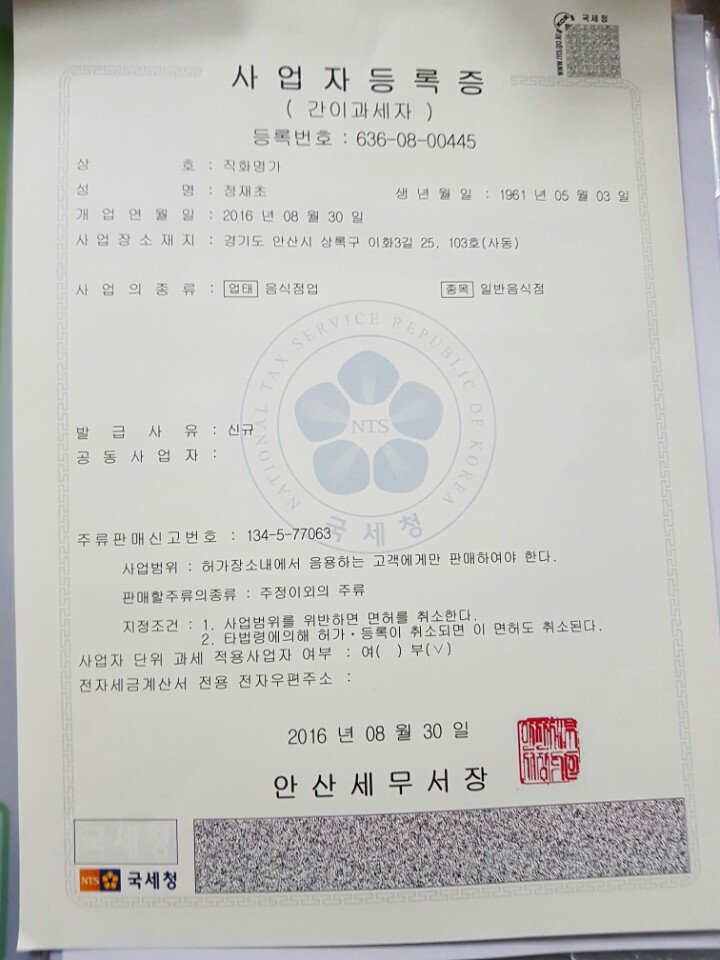 국세청
사업자등록증
( 간이과세자 )
등록번호 : 636-08-00445
상 호 : 직화명가
성 명 : 정재초 생년월일 : 1961 년 05 월 03 일
개업연월일 : 2016 년 08 월 30 일
사업장소재지 : 경기도 안산시 상록구 이화3길 25, 103호(사동)
사업의종류 : 업태 음식점업 종목 일반음식점
NATIONAL TAX SERVICE REPUBLIC OF KOREA
NTS
국세청
발급사유 : 신규
공동사업자 :
주류판매신고번호 : 134-5-77063
사업범위 : 허가장소내에서 음용하는 고객에게만 판매하여야 한다.
판매할주류의종류 : 주정이외의 주류
지정조건 : 1. 사업범위를 위반하면 면허를 취소한다.
2. 타법령에의해 허가·등록이 취소되면 이 면허도 취소된다.
사업자 단위 과세 적용사업자 여부 : 여( ) 부(∨)
전자세금계산서 전용 전자우편주소 :
2016 년 08 월 30 일
안산세무서장
국세청
NTS 국세청